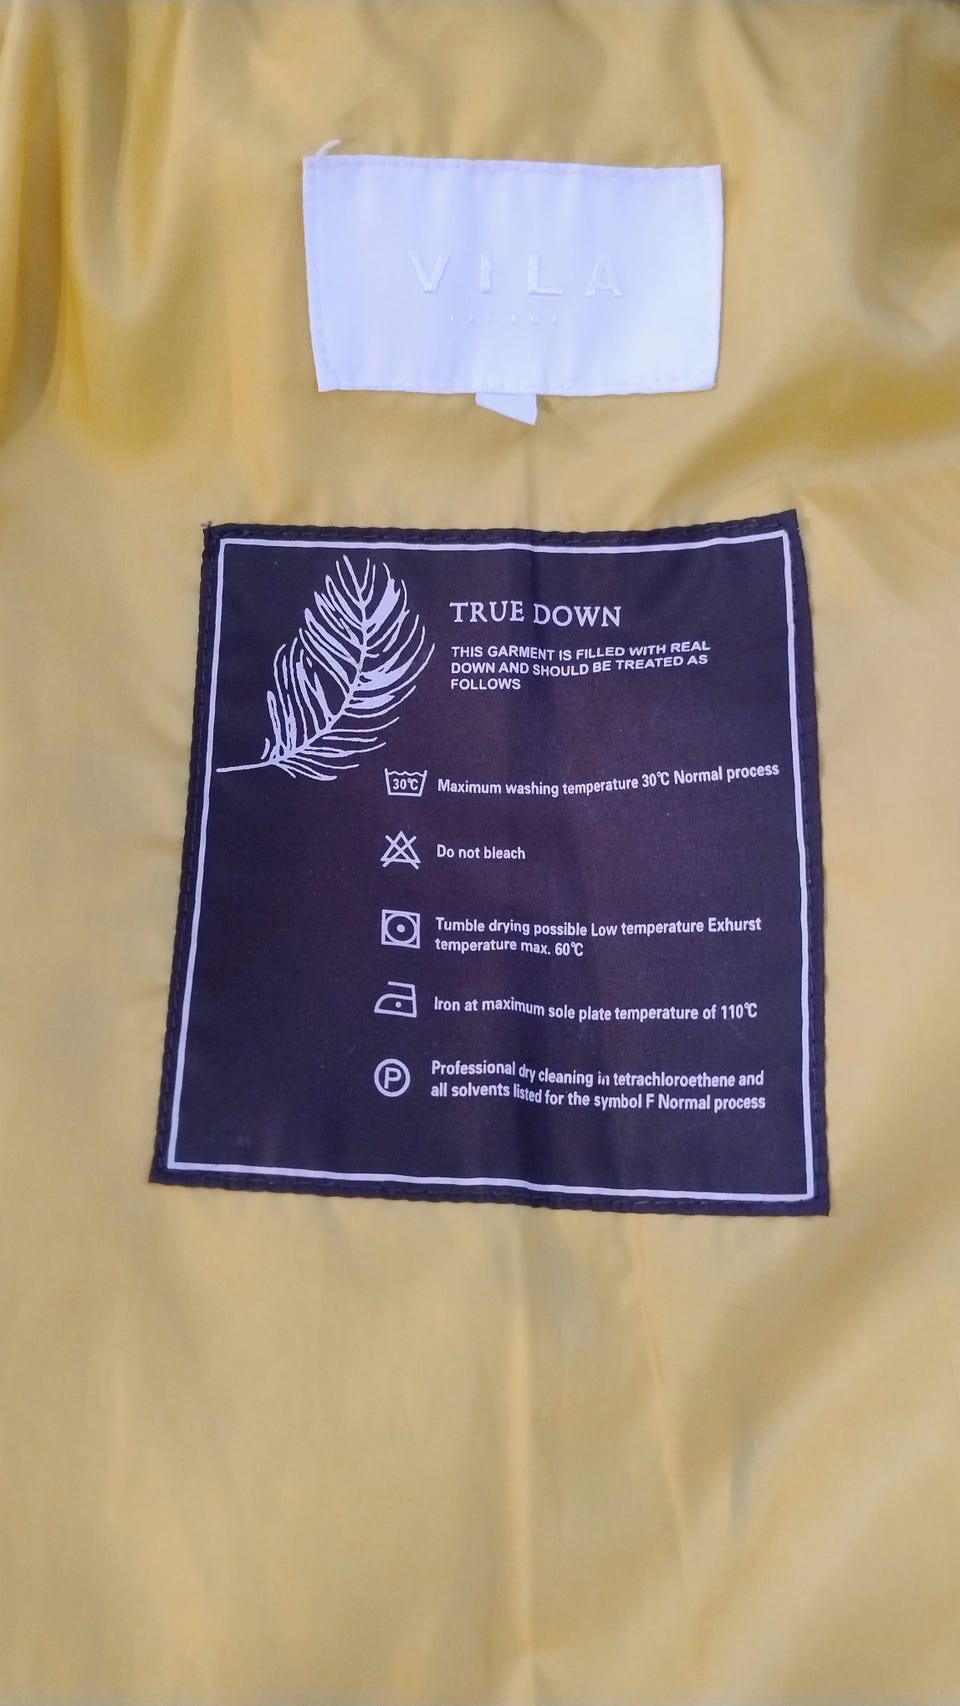 VILA
TRUE DOWN
THIS GARMENT IS FILLED WITH REAL
DOWN AND SHOULD BE TREATED AS
FOLLOWS
30℃ Maximum washing temperature 30℃ Normal process
Do not bleach
Tumble drying possible Low temperature Exhurst
temperature max. 60℃
Iron at maximum sole plate temperature of 110℃
P Professional dry cleaning in tetrachloroethene and
all solvents listed for the symbol F Normal process